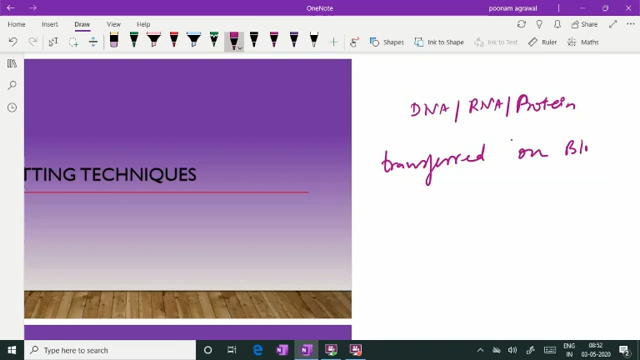 OneNote
poonam agrawal
Home Insert Draw View Help
Share
Shapes
Ink to Shape
Ink to Text
Ruler
Maths
TTING TECHNIQUES
DNA / RNA / Protein
transferred on Bl
Type here to search
ENG
IN
08:52
03-05-2020